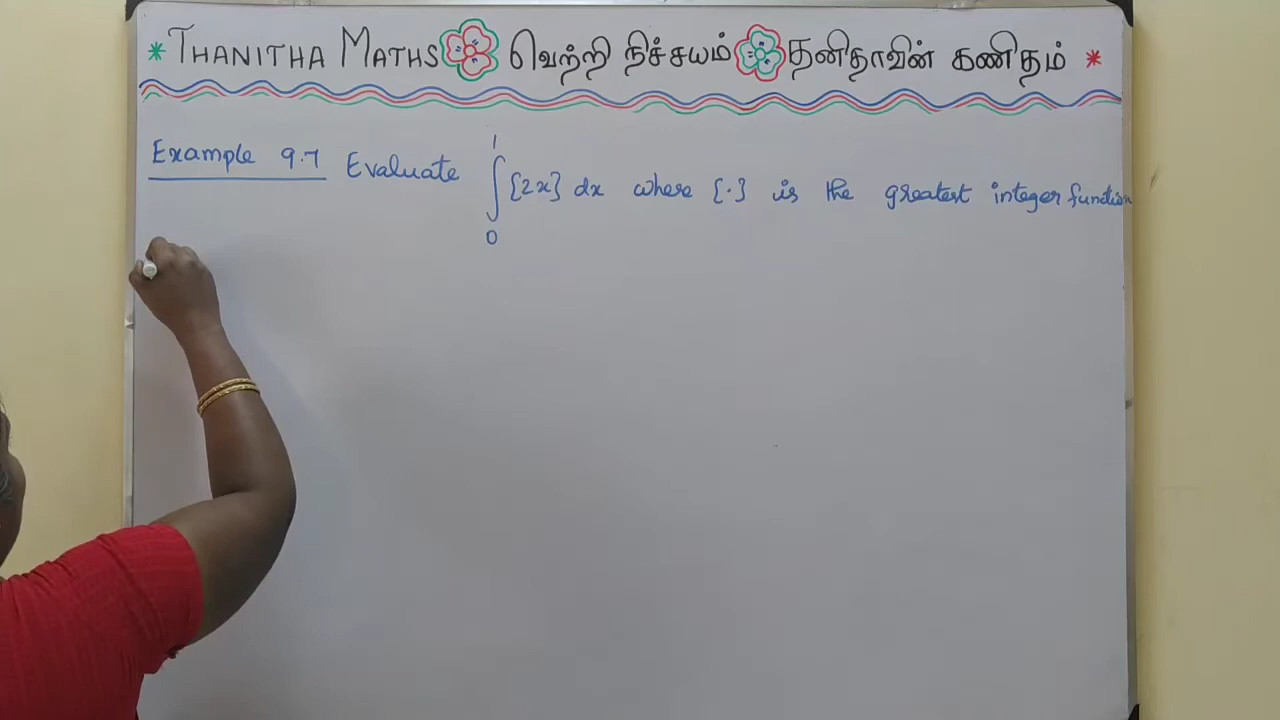 * THANITHA MATHS வெற்றி நிச்சயம் தனிதாவின் கணிதம் *
Example 9.7 Evaluate ∫₀¹ {2x} dx where {·} is the greatest integer function